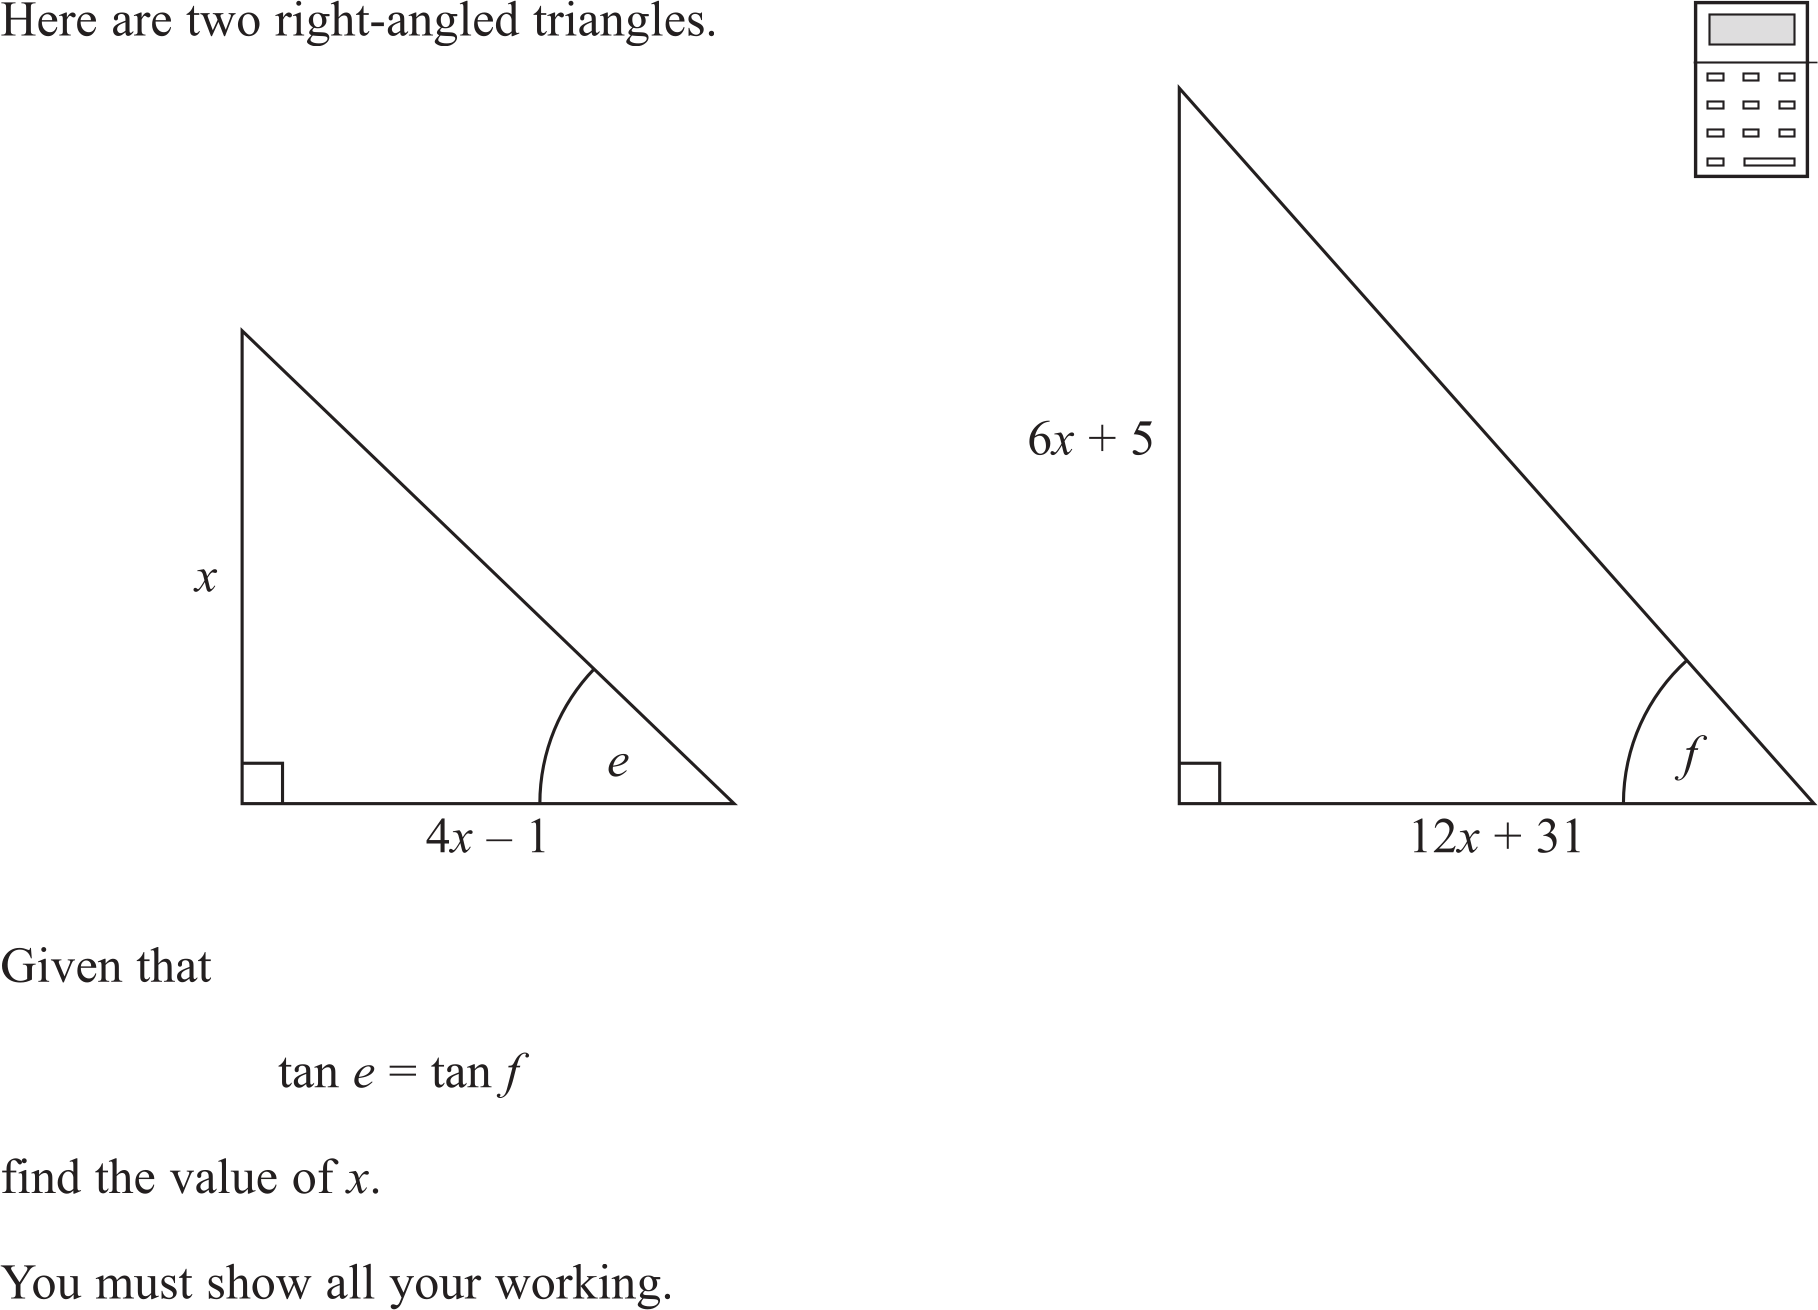 Here are two right-angled triangles.
6x + 5
x
e
f
4x – 1
12x + 31
Given that
tan e = tan f
find the value of x.
You must show all your working.